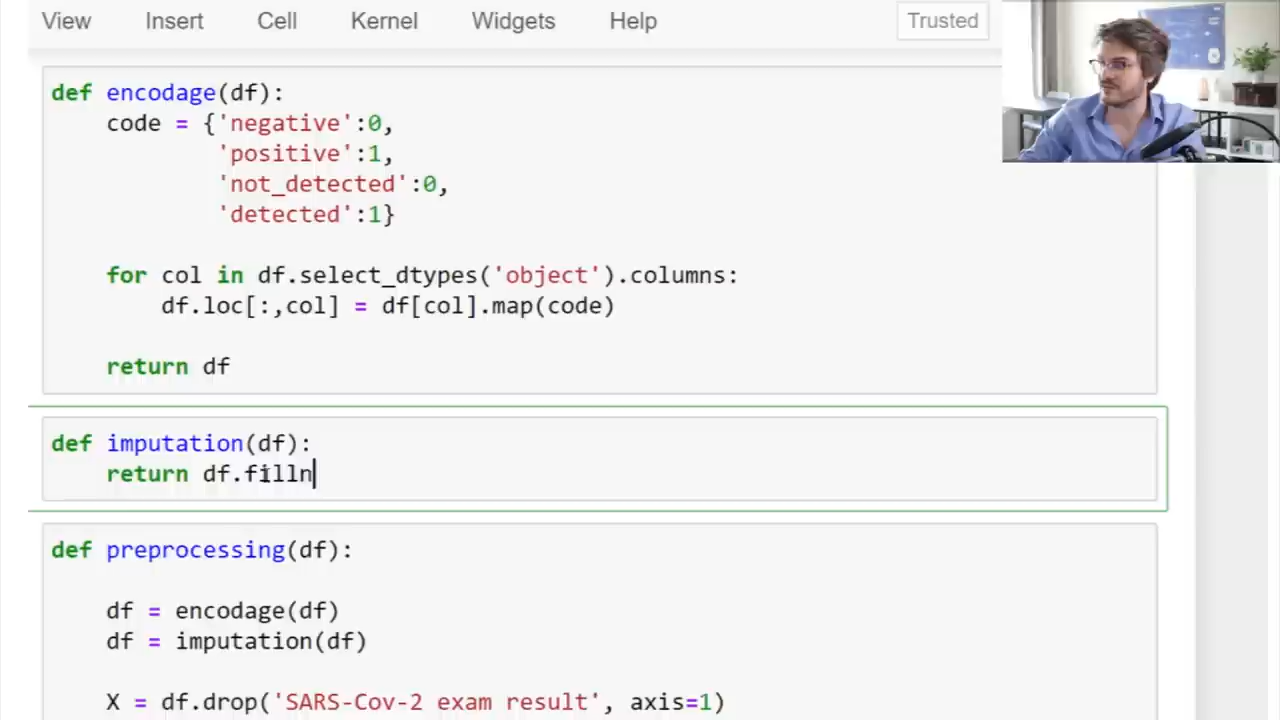 View Insert Cell Kernel Widgets Help Trusted
def encodage(df):
    code = {'negative':0,
            'positive':1,
            'not_detected':0,
            'detected':1}
    for col in df.select_dtypes('object').columns:
        df.loc[:,col] = df[col].map(code)
    return df
def imputation(df):
    return df.filln
def preprocessing(df):
    df = encodage(df)
    df = imputation(df)
    X = df.drop('SARS-Cov-2 exam result', axis=1)